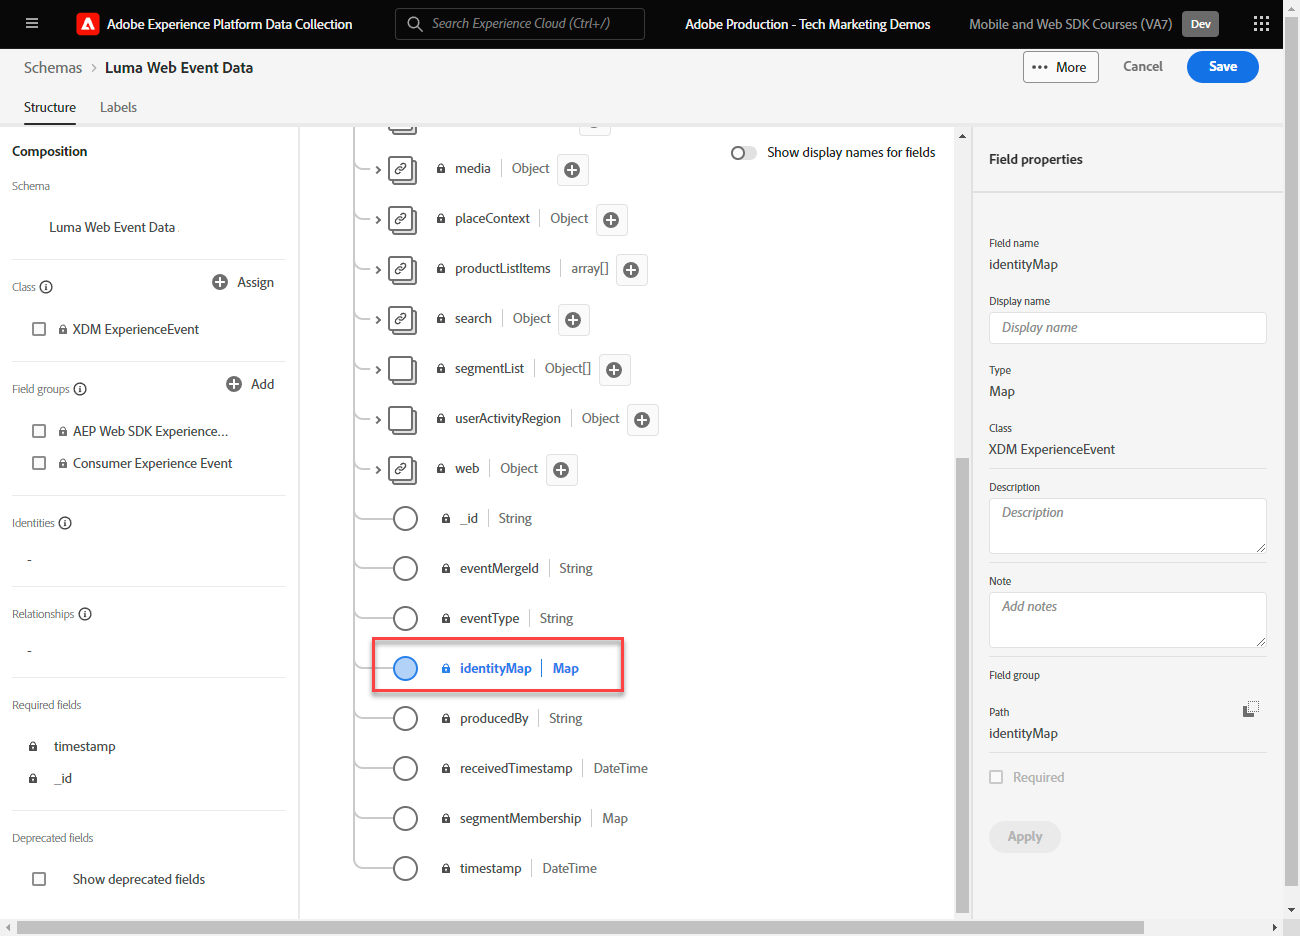 Adobe Experience Platform Data Collection
Search Experience Cloud (Ctrl+/)
Adobe Production - Tech Marketing Demos
Mobile and Web SDK Courses (VA7)
Dev
Schemas > Luma Web Event Data
••• More
Cancel
Save
Structure
Labels
Composition
Schema
Luma Web Event Data
Class
Assign
XDM ExperienceEvent
Field groups
Add
AEP Web SDK Experience...
Consumer Experience Event
Identities
-
Relationships
-
Required fields
timestamp
_id
Deprecated fields
Show deprecated fields
Show display names for fields
media | Object
placeContext | Object
productListItems | array[]
search | Object
segmentList | Object[]
userActivityRegion | Object
web | Object
_id | String
eventMergeId | String
eventType | String
identityMap | Map
producedBy | String
receivedTimestamp | DateTime
segmentMembership | Map
timestamp | DateTime
Field properties
Field name
identityMap
Display name
Display name
Type
Map
Class
XDM ExperienceEvent
Description
Description
Note
Add notes
Field group
Path
identityMap
Required
Apply